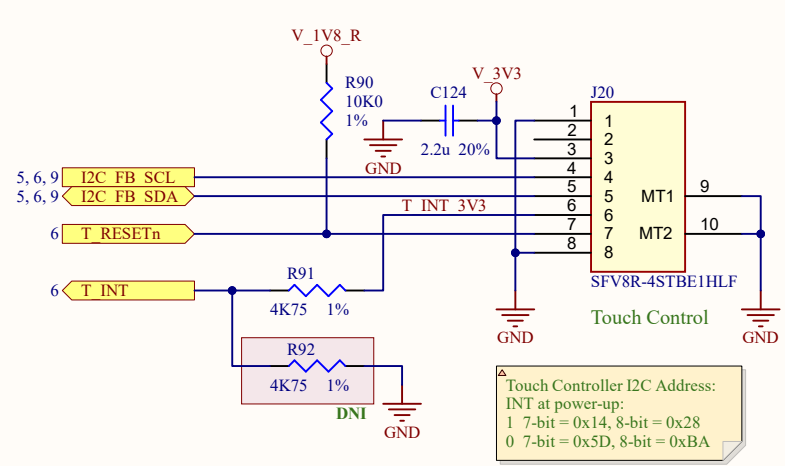 V_1V8_R
R90
10K0
1%
C124
2.2u 20%
GND
V_3V3
J20
1 1
2 2
3 3
4 4
5 5
6 6
7 7
8 8
MT1 9
MT2 10
SFV8R-4STBE1HLF
Touch Control
5, 6, 9 I2C_FB_SCL
5, 6, 9 I2C_FB_SDA
T_INT_3V3
6 T_RESETn
6 T_INT
R91
4K75 1%
R92
4K75 1%
DNI
GND
GND
GND
Touch Controller I2C Address:
INT at power-up:
1 7-bit = 0x14, 8-bit = 0x28
0 7-bit = 0x5D, 8-bit = 0xBA